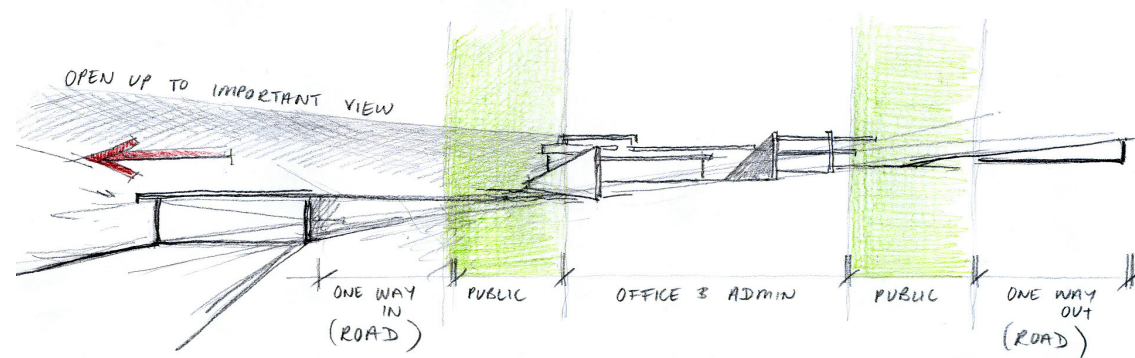 OPEN UP TO IMPORTANT VIEW
ONE WAY
IN
(ROAD)
PUBLIC
OFFICE & ADMIN
PUBLIC
ONE WAY
OUT
(ROAD)